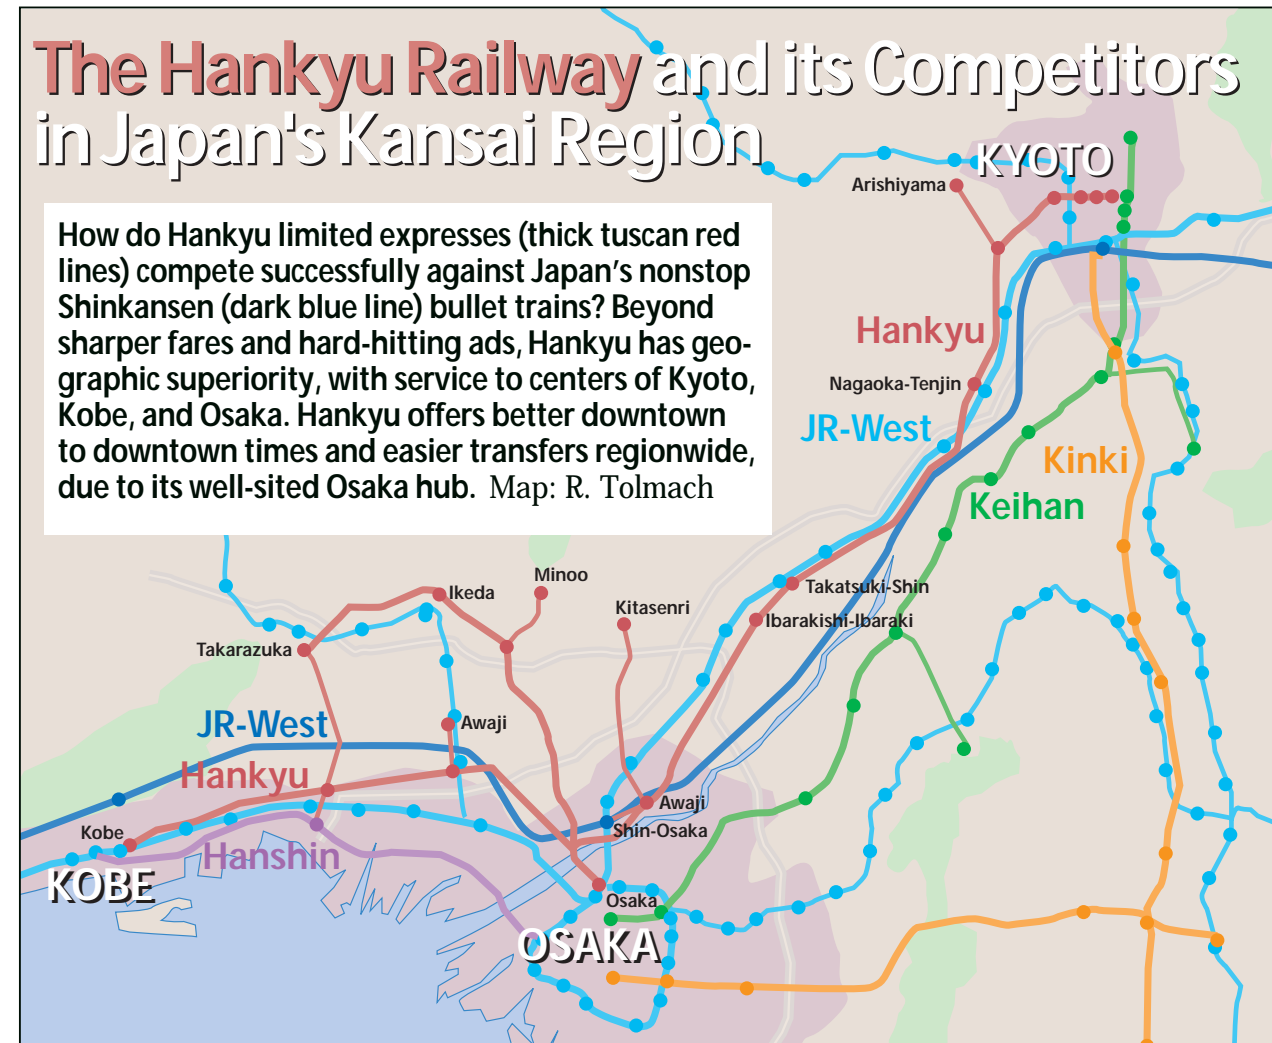 The Hankyu Railway and its Competitors
in Japan's Kansai Region
KYOTO
Arishiyama
How do Hankyu limited expresses (thick tuscan red
lines) compete successfully against Japan's nonstop
Shinkansen (dark blue line) bullet trains? Beyond
sharper fares and hard-hitting ads, Hankyu has geo-
graphic superiority, with service to centers of Kyoto,
Kobe, and Osaka. Hankyu offers better downtown
to downtown times and easier transfers regionwide,
due to its well-sited Osaka hub. Map: R. Tolmach
Hankyu
Nagaoka-Tenjin
JR-West
Kinki
Keihan
Minoo
Ikeda
Takatsuki-Shin
Kitasenri
Ibarakishi-Ibaraki
Takarazuka
JR-West
Awaji
Hankyu
Awaji
Kobe
Shin-Osaka
Hanshin
KOBE
Osaka
OSAKA